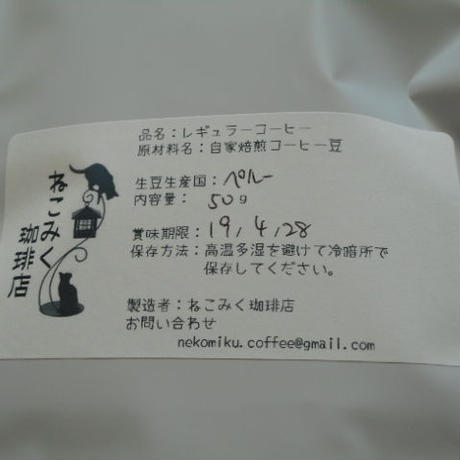 ねこみく
珈琲店
品名：レギュラーコーヒー
原材料名：自家焙煎コーヒー豆
生豆生産国：ペルー
内容量： 50g
賞味期限：19, 4, 28
保存方法：高温多湿を避けて冷暗所で
保存してください。
製造者：ねこみく珈琲店
お問い合わせ
nekomiku.coffee@gmail.com